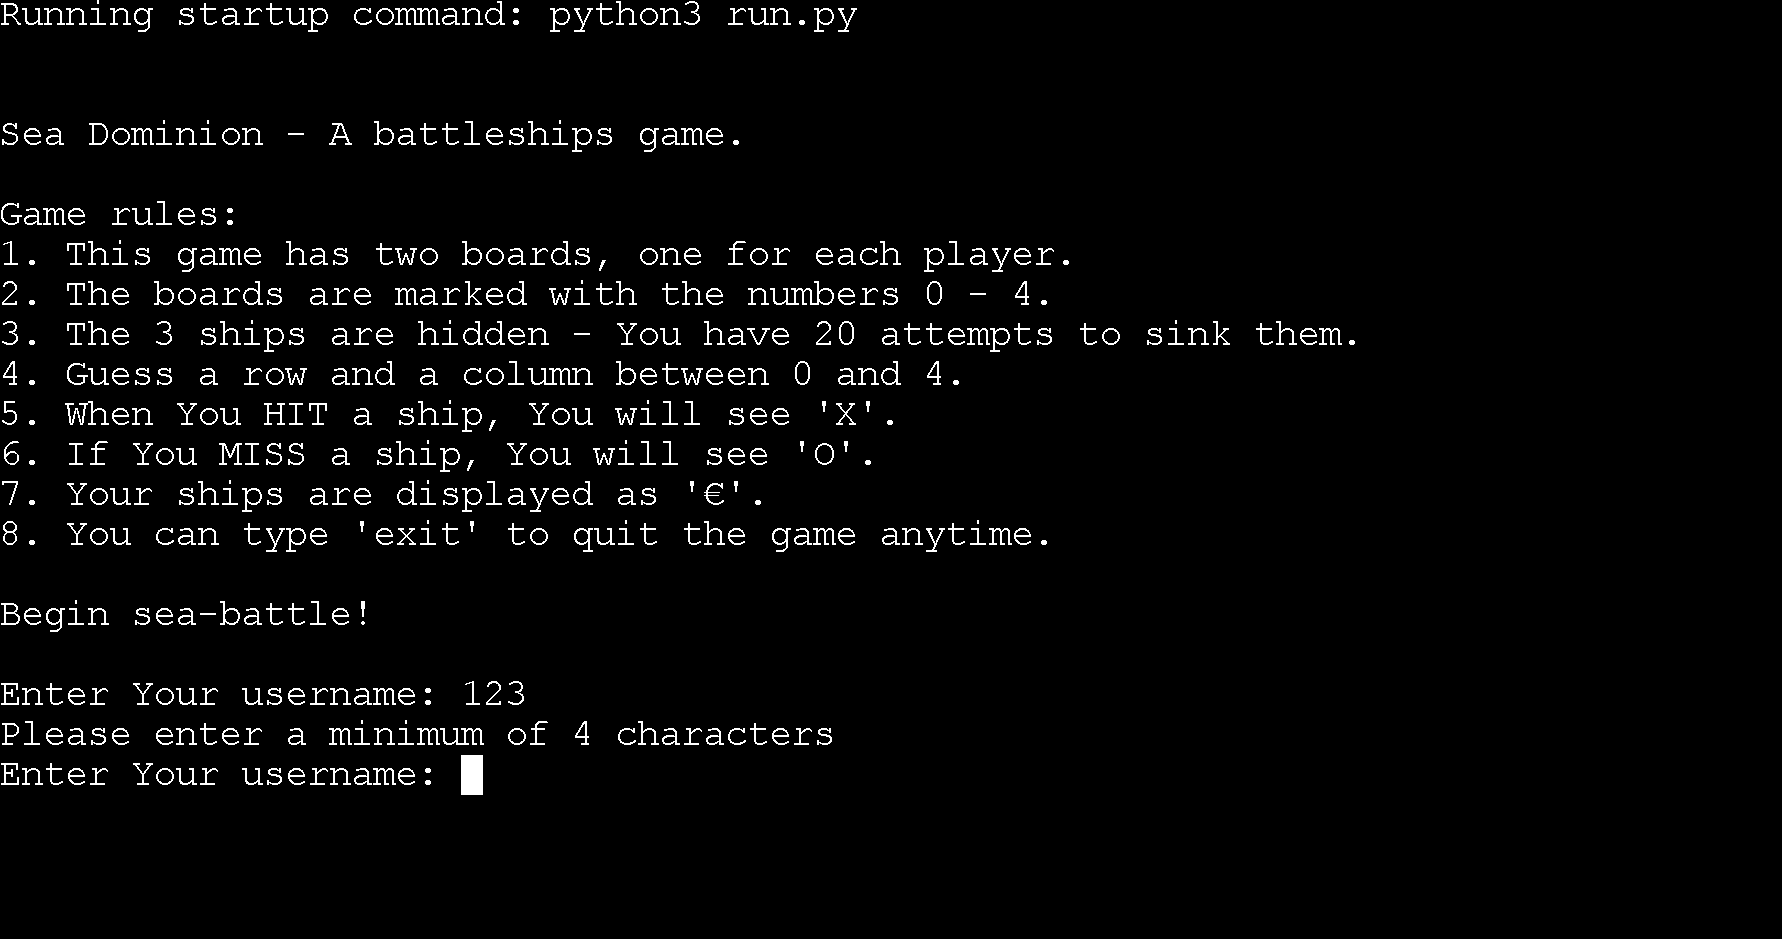 Running startup command: python3 run.py
Sea Dominion - A battleships game.
Game rules:
1. This game has two boards, one for each player.
2. The boards are marked with the numbers 0 - 4.
3. The 3 ships are hidden - You have 20 attempts to sink them.
4. Guess a row and a column between 0 and 4.
5. When You HIT a ship, You will see 'X'.
6. If You MISS a ship, You will see 'O'.
7. Your ships are displayed as '€'.
8. You can type 'exit' to quit the game anytime.
Begin sea-battle!
Enter Your username: 123
Please enter a minimum of 4 characters
Enter Your username: